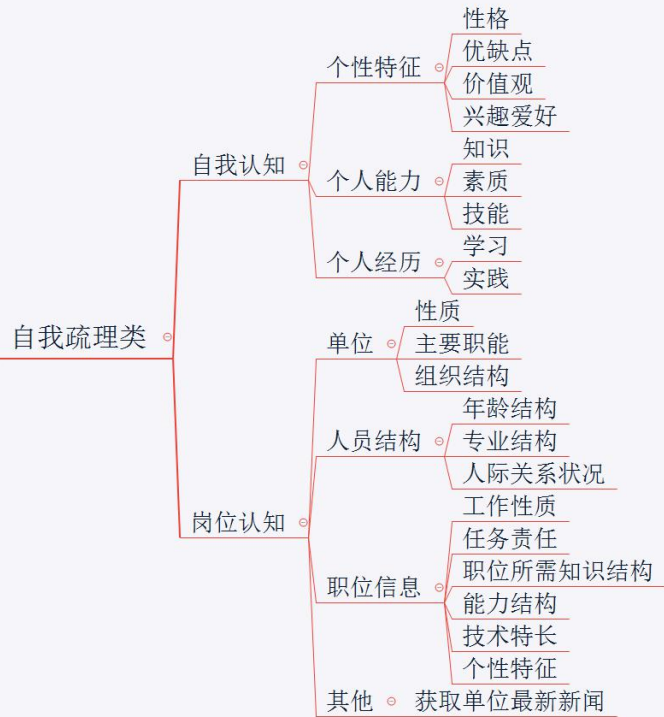 自我疏理类
自我认知
个性特征
性格
优缺点
价值观
兴趣爱好
个人能力
知识
素质
技能
个人经历
学习
实践
岗位认知
单位
性质
主要职能
组织结构
人员结构
年龄结构
专业结构
人际关系状况
职位信息
工作性质
任务责任
职位所需知识结构
能力结构
技术特长
个性特征
其他
获取单位最新新闻